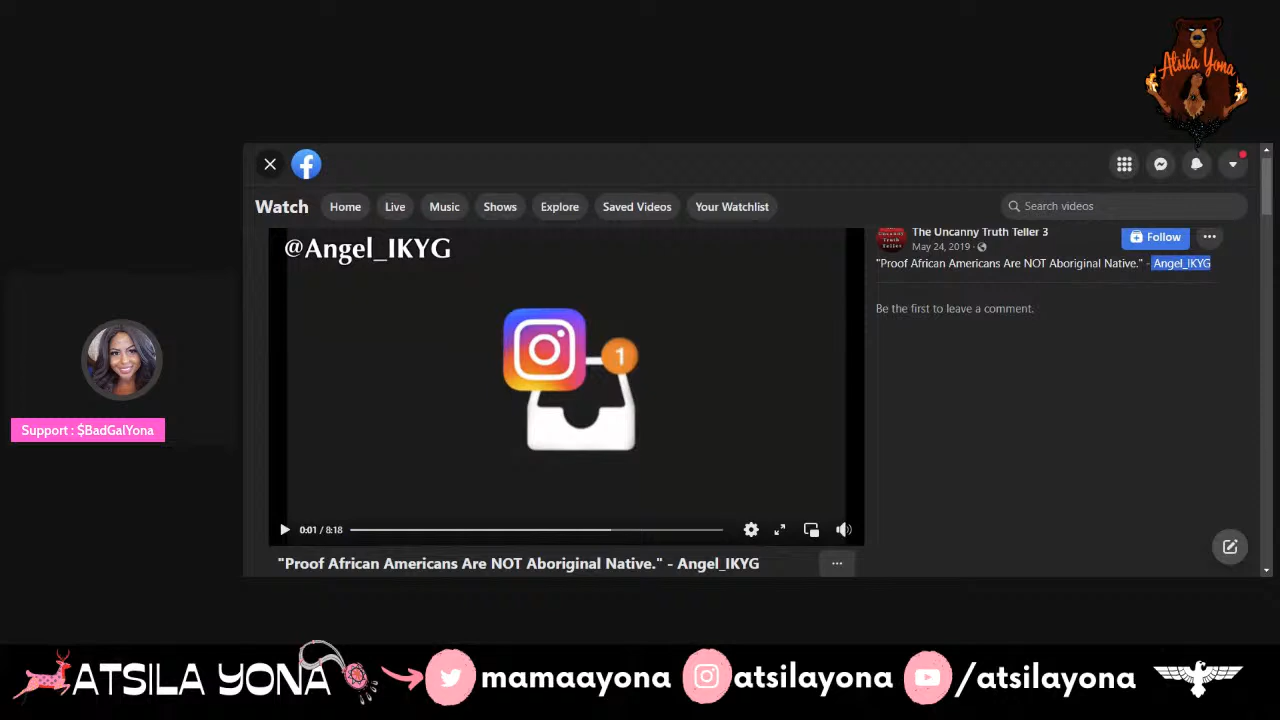 Atsila Yona
Watch
Home
Live
Music
Shows
Explore
Saved Videos
Your Watchlist
Search videos
@Angel_IKYG
1
0:01 / 8:18
"Proof African Americans Are NOT Aboriginal Native." - Angel_IKYG
Uncanny
Truth
Teller
The Uncanny Truth Teller 3
May 24, 2019 ·
Follow
"Proof African Americans Are NOT Aboriginal Native." - Angel_IKYG
Be the first to leave a comment.
Support : $BadGalYona
ATSILA YONA
mamaayona
atsilayona
/atsilayona